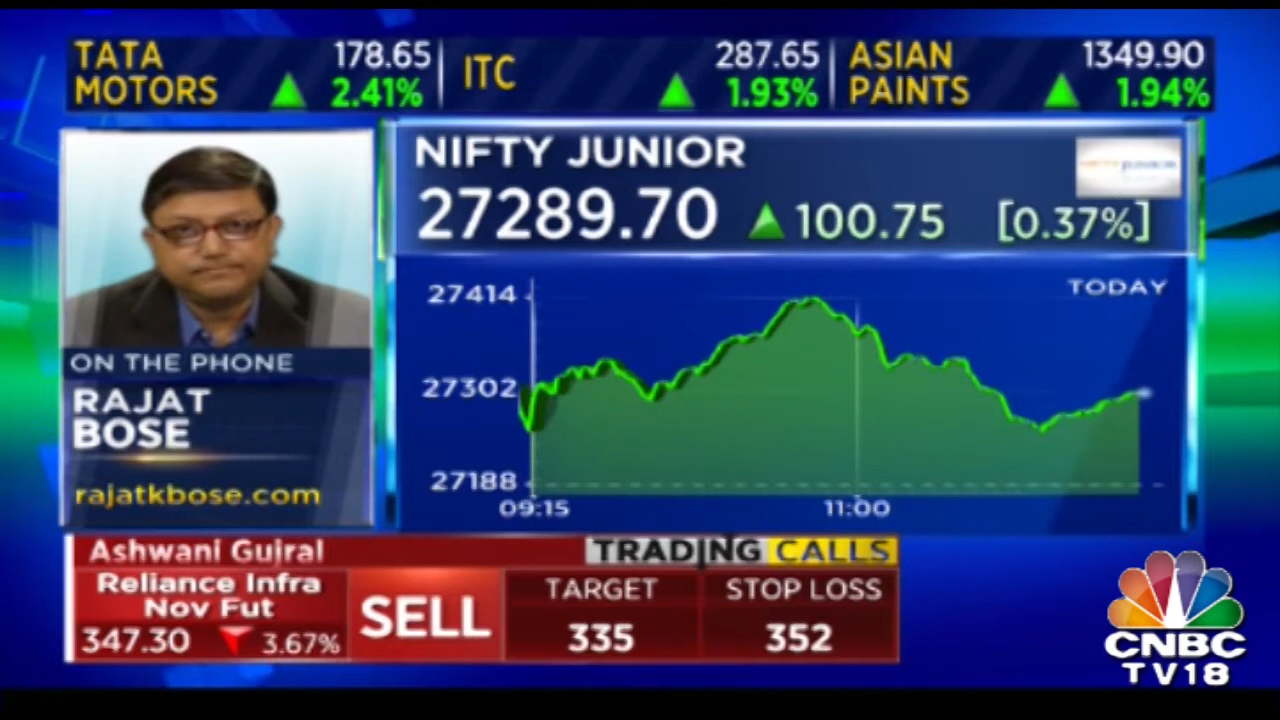 TATA MOTORS 178.65 ▲ 2.41%
ITC 287.65 ▲ 1.93%
ASIAN PAINTS 1349.90 ▲ 1.94%
NIFTY JUNIOR
27289.70 ▲ 100.75 [0.37%]
TODAY
27414
27302
27188
09:15 11:00
ON THE PHONE
RAJAT
BOSE
rajatkbose.com
Ashwani Gujral TRADING CALLS
Reliance Infra
Nov Fut
347.30 ▼ 3.67%
SELL
TARGET
335
STOP LOSS
352
CNBC
TV18